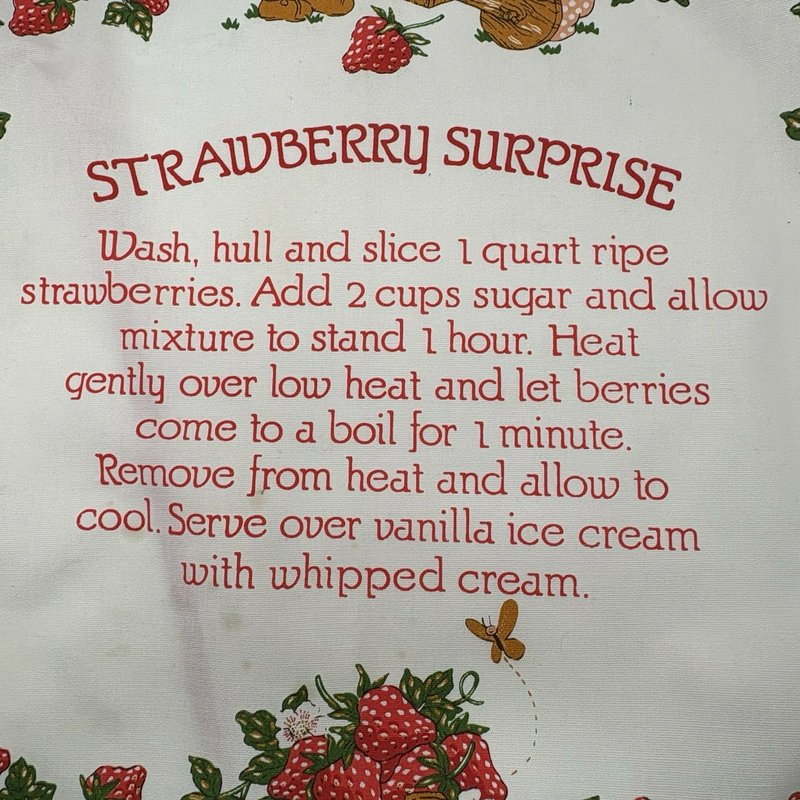 STRAWBERRY SURPRISE
Wash, hull and slice 1 quart ripe
strawberries. Add 2 cups sugar and allow
mixture to stand 1 hour. Heat
gently over low heat and let berries
come to a boil for 1 minute.
Remove from heat and allow to
cool. Serve over vanilla ice cream
with whipped cream.